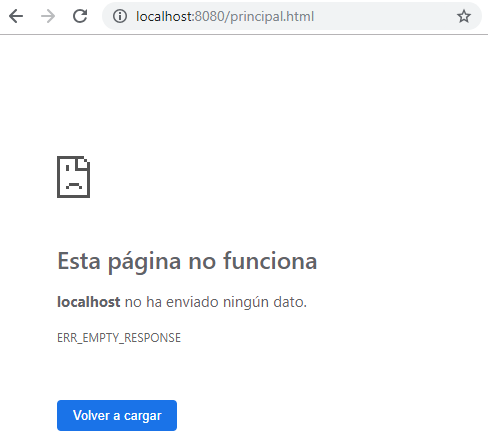 localhost:8080/principal.html
Esta página no funciona
localhost no ha enviado ningún dato.
ERR_EMPTY_RESPONSE
Volver a cargar